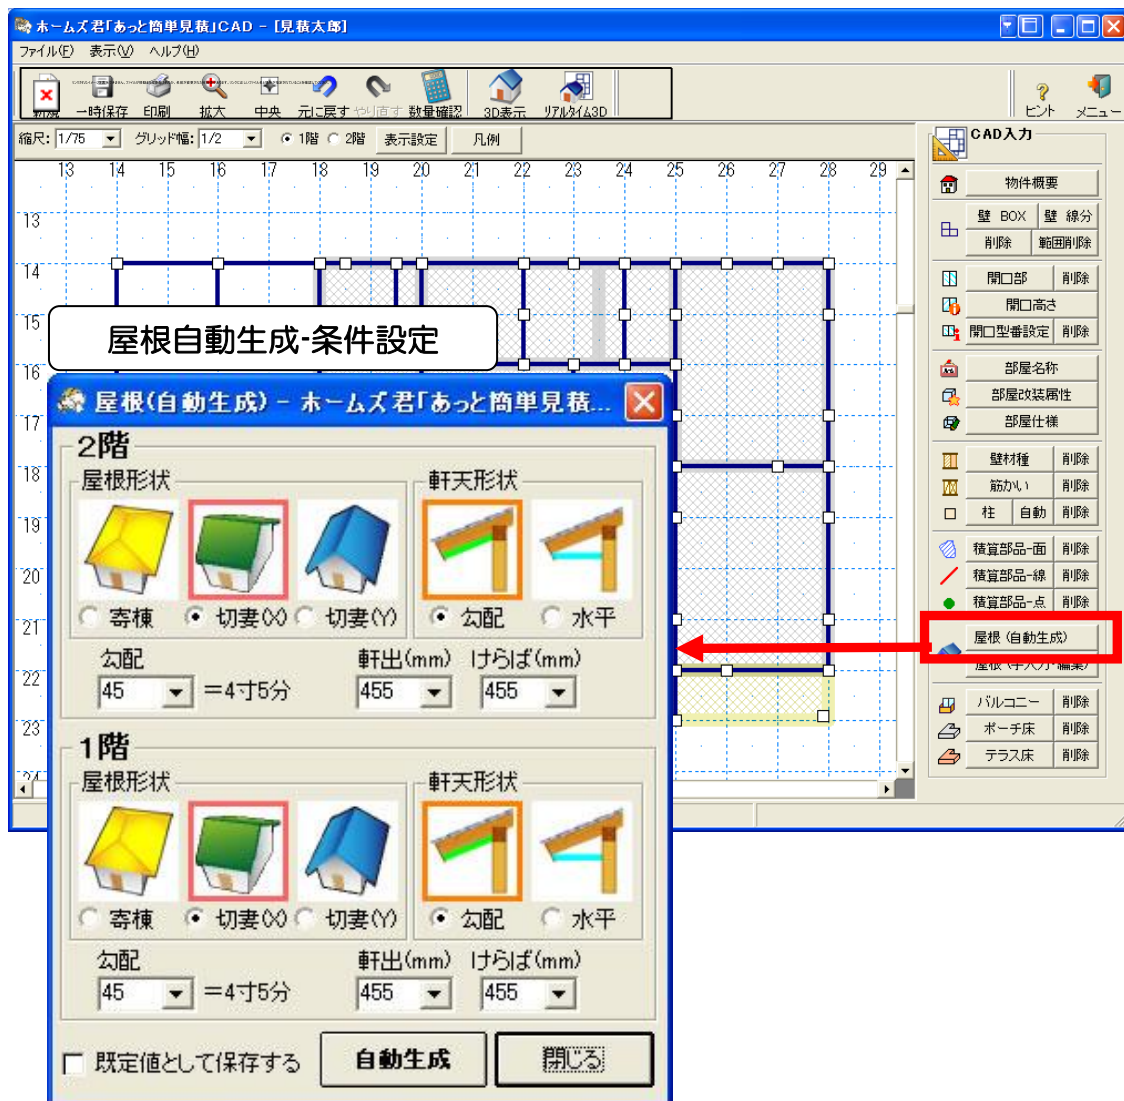 ホームズ君「あっと簡単見積」CAD - [見積太郎]
ファイル(F) 表示(V) ヘルプ(H)
新規 一時保存 印刷 拡大 中央 元に戻す やり直す 数量確認 3D表示 リアルタイム3D ヒント メニュー
縮尺: 1/75 グリッド幅: 1/2 1階 2階 表示設定 凡例
13 14 15 16 17 18 19 20 21 22 23 24 25 26 27 28 29
13
14
15
16
17
18
19
20
21
22
23
24
屋根自動生成-条件設定
屋根(自動生成) - ホームズ君「あっと簡単見積...
2階
屋根形状 軒天形状
寄棟 切妻(X) 切妻(Y) 勾配 水平
勾配 軒出(mm) けらば(mm)
45 =4寸5分 455 455
1階
屋根形状 軒天形状
寄棟 切妻(X) 切妻(Y) 勾配 水平
勾配 軒出(mm) けらば(mm)
45 =4寸5分 455 455
既定値として保存する 自動生成 閉じる
CAD入力
物件概要
壁 BOX 壁 線分
削除 範囲削除
開口部 削除
開口高さ
開口型番設定 削除
部屋名称
部屋改装属性
部屋仕様
壁材種 削除
筋かい 削除
柱 自動 削除
積算部品-面 削除
積算部品-線 削除
積算部品-点 削除
屋根 (自動生成)
屋根 (手入力・編集)
バルコニー 削除
ポーチ床 削除
テラス床 削除